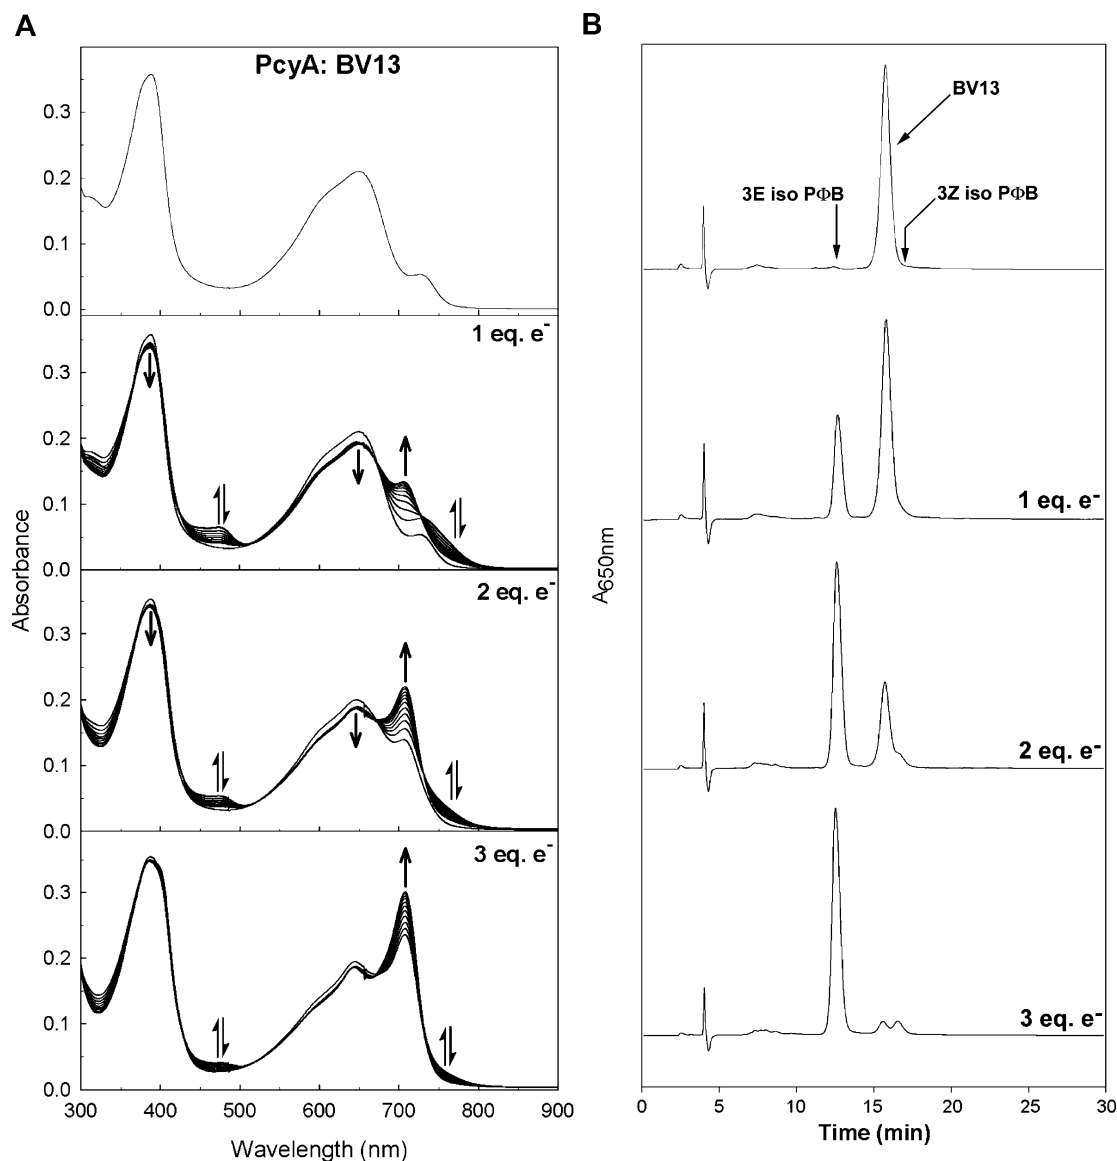 A
PcyA: BV13
0.3
0.2
0.1
0.0
1 eq. e-
0.3
0.2
0.1
0.0
2 eq. e-
0.3
0.2
0.1
0.0
3 eq. e-
0.3
0.2
0.1
0.0
300 400 500 600 700 800 900
Wavelength (nm)
Absorbance
B
BV13
3E iso PΦB
3Z iso PΦB
1 eq. e-
2 eq. e-
3 eq. e-
A650nm
0 5 10 15 20 25 30
Time (min)